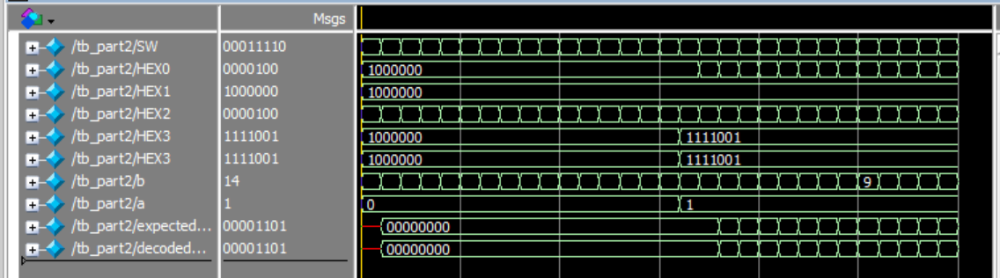 Msgs
/tb_part2/SW 00011110
/tb_part2/HEX0 0000100 1000000
/tb_part2/HEX1 1000000 1000000
/tb_part2/HEX2 0000100
/tb_part2/HEX3 1111001 1000000 1111001
/tb_part2/HEX3 1111001 1000000 1111001
/tb_part2/b 14 9
/tb_part2/a 1 0 1
/tb_part2/expected... 00001101 00000000
/tb_part2/decoded... 00001101 00000000